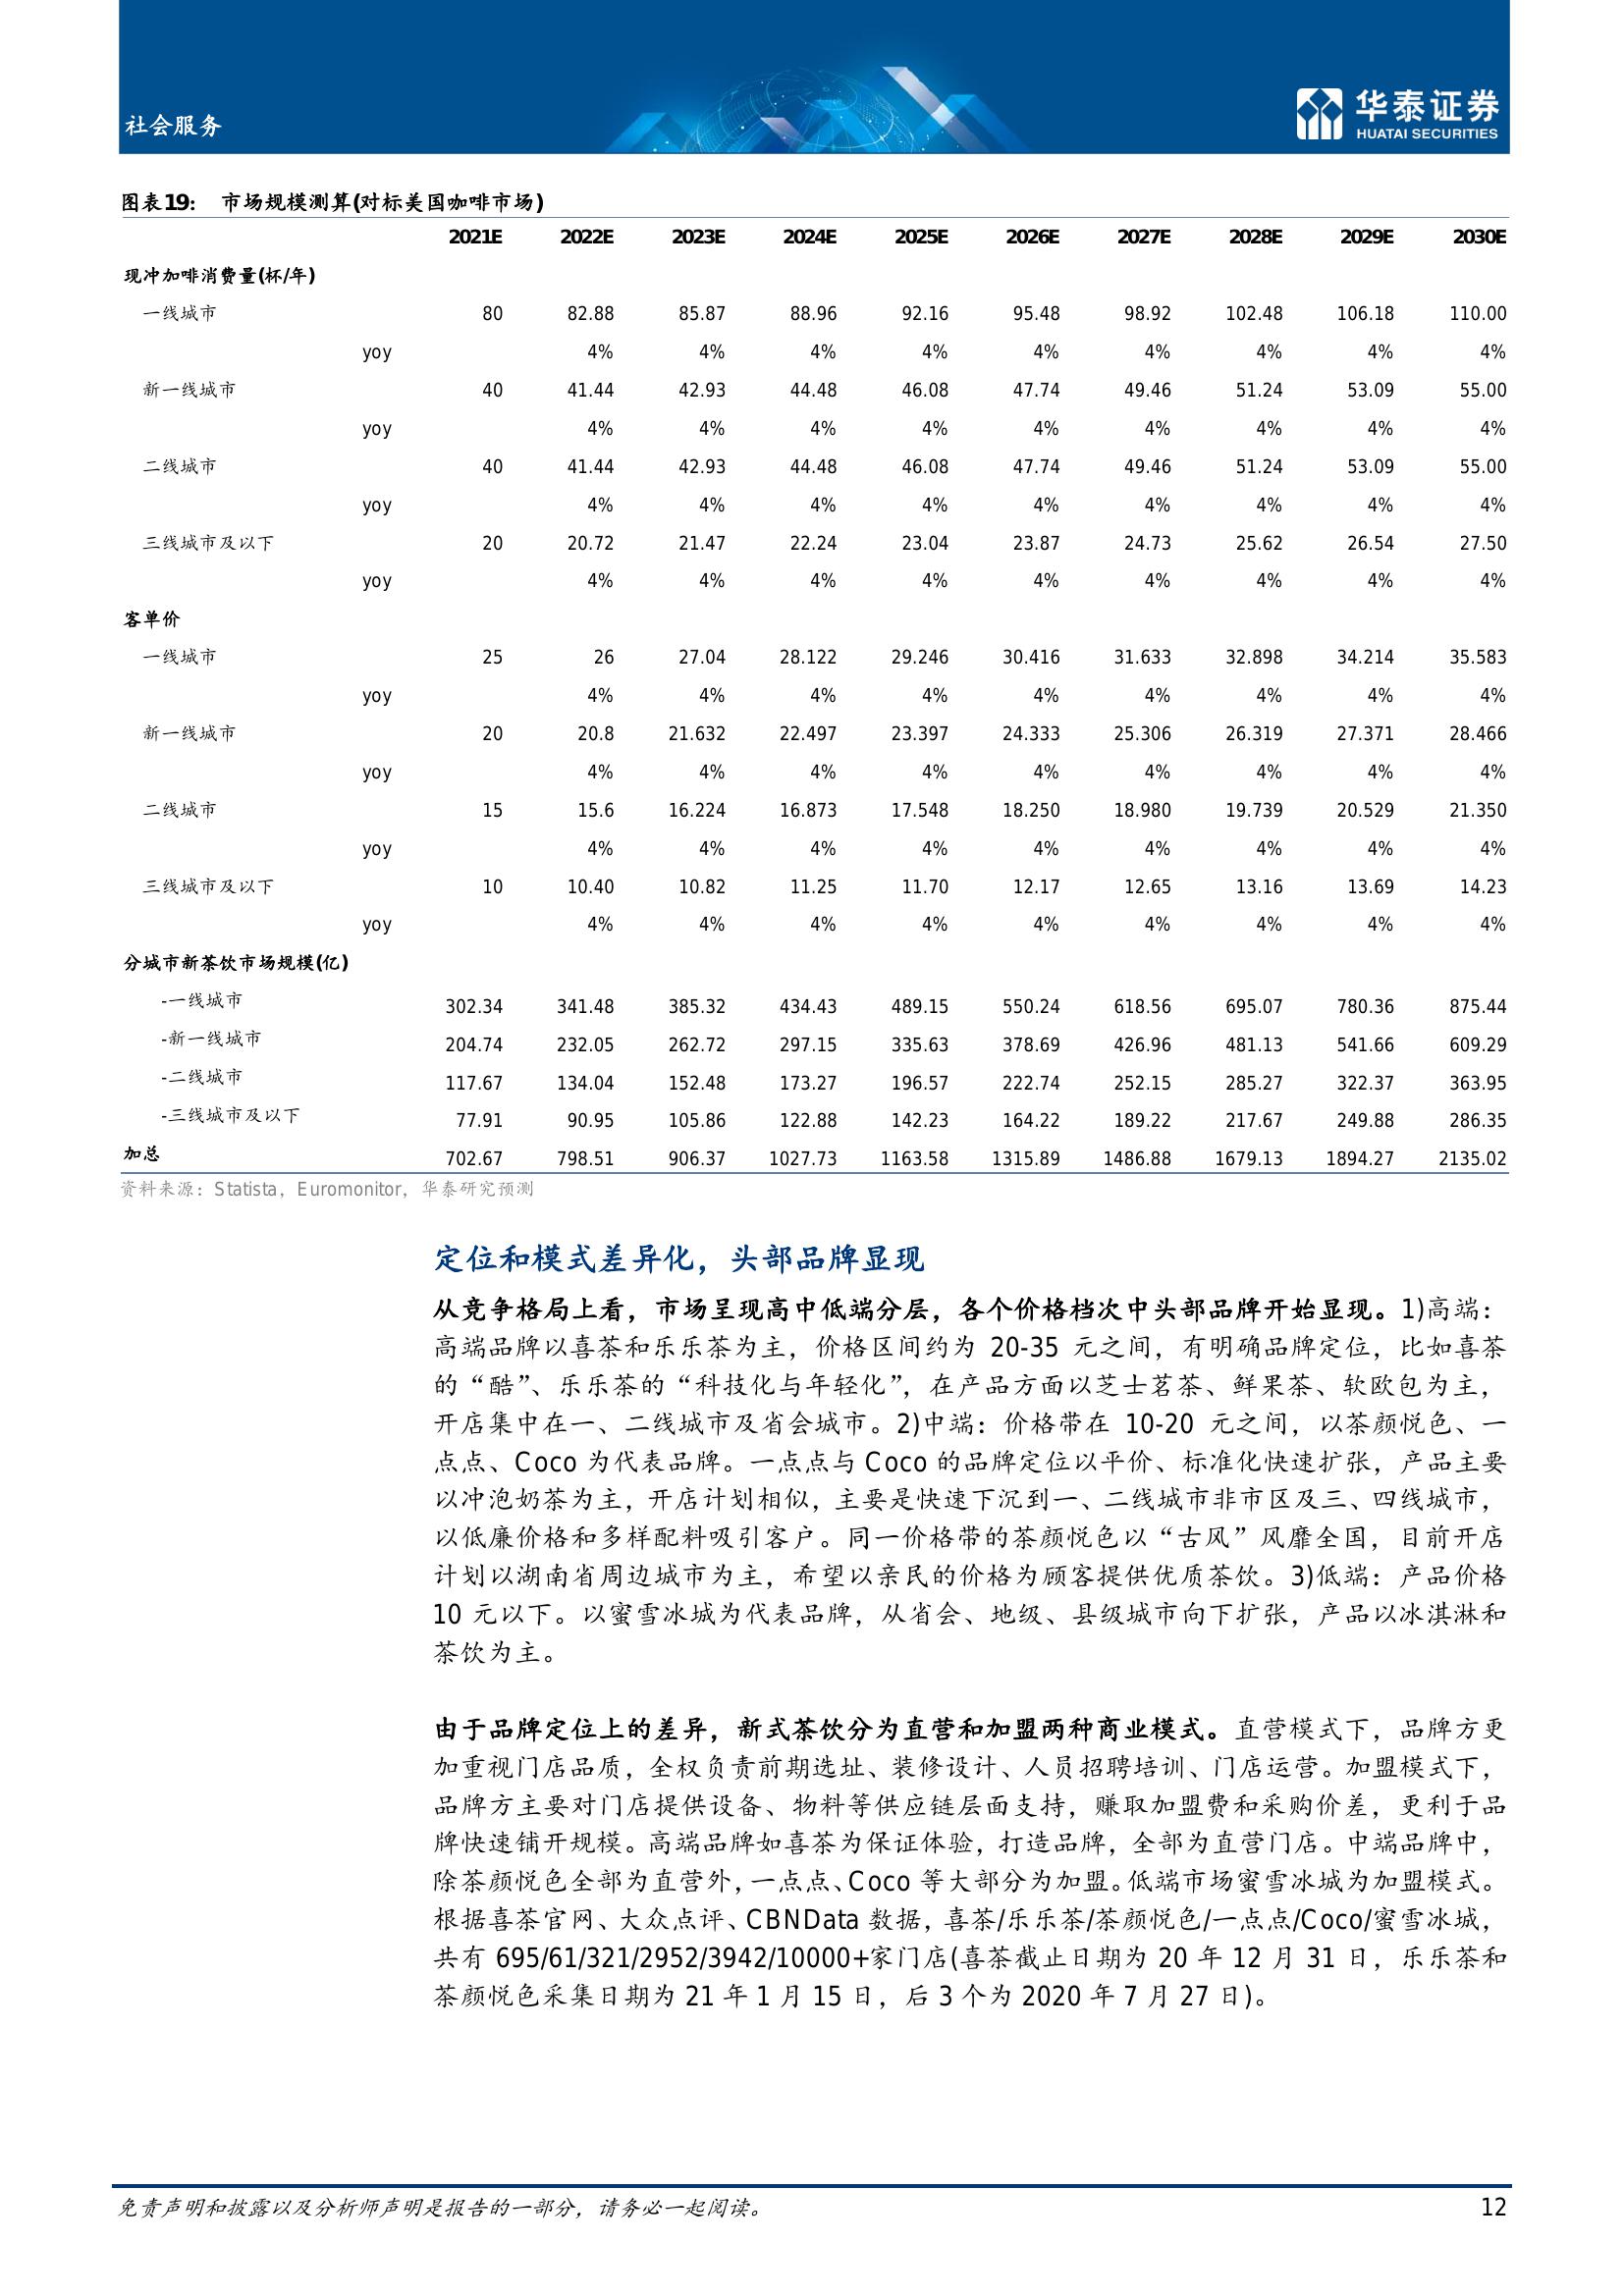 社会服务
华泰证券
HUATAI SECURITIES
图表19： 市场规模测算(对标美国咖啡市场)
2021E 2022E 2023E 2024E 2025E 2026E 2027E 2028E 2029E 2030E
现冲加啡消费量(杯/年)
一线城市 80 82.88 85.87 88.96 92.16 95.48 98.92 102.48 106.18 110.00
yoy 4% 4% 4% 4% 4% 4% 4% 4% 4%
新一线城市 40 41.44 42.93 44.48 46.08 47.74 49.46 51.24 53.09 55.00
yoy 4% 4% 4% 4% 4% 4% 4% 4% 4%
二线城市 40 41.44 42.93 44.48 46.08 47.74 49.46 51.24 53.09 55.00
yoy 4% 4% 4% 4% 4% 4% 4% 4% 4%
三线城市及以下 20 20.72 21.47 22.24 23.04 23.87 24.73 25.62 26.54 27.50
yoy 4% 4% 4% 4% 4% 4% 4% 4% 4%
客单价
一线城市 25 26 27.04 28.122 29.246 30.416 31.633 32.898 34.214 35.583
yoy 4% 4% 4% 4% 4% 4% 4% 4% 4%
新一线城市 20 20.8 21.632 22.497 23.397 24.333 25.306 26.319 27.371 28.466
yoy 4% 4% 4% 4% 4% 4% 4% 4% 4%
二线城市 15 15.6 16.224 16.873 17.548 18.250 18.980 19.739 20.529 21.350
yoy 4% 4% 4% 4% 4% 4% 4% 4% 4%
三线城市及以下 10 10.40 10.82 11.25 11.70 12.17 12.65 13.16 13.69 14.23
yoy 4% 4% 4% 4% 4% 4% 4% 4% 4%
分城市新茶饮市场规模(亿)
-一线城市 302.34 341.48 385.32 434.43 489.15 550.24 618.56 695.07 780.36 875.44
-新一线城市 204.74 232.05 262.72 297.15 335.63 378.69 426.96 481.13 541.66 609.29
-二线城市 117.67 134.04 152.48 173.27 196.57 222.74 252.15 285.27 322.37 363.95
-三线城市及以下 77.91 90.95 105.86 122.88 142.23 164.22 189.22 217.67 249.88 286.35
加总 702.67 798.51 906.37 1027.73 1163.58 1315.89 1486.88 1679.13 1894.27 2135.02
资料来源：Statista，Euromonitor，华泰研究预测
定位和模式差异化，头部品牌显现
从竞争格局上看，市场呈现高中低端分层，各个价格档次中头部品牌开始显现。1)高端：
高端品牌以喜茶和乐乐茶为主，价格区间约为 20-35 元之间，有明确品牌定位，比如喜茶
的“酷”、乐乐茶的“科技化与年轻化”，在产品方面以芝士茗茶、鲜果茶、软欧包为主，
开店集中在一、二线城市及省会城市。2)中端：价格带在 10-20 元之间，以茶颜悦色、一
点点、Coco 为代表品牌。一点点与 Coco 的品牌定位以平价、标准化快速扩张，产品主要
以冲泡奶茶为主，开店计划相似，主要是快速下沉到一、二线城市非市区及三、四线城市，
以低廉价格和多样配料吸引客户。同一价格带的茶颜悦色以“古风”风靡全国，目前开店
计划以湖南省周边城市为主，希望以亲民的价格为顾客提供优质茶饮。3)低端：产品价格
10 元以下。以蜜雪冰城为代表品牌，从省会、地级、县级城市向下扩张，产品以冰淇淋和
茶饮为主。
由于品牌定位上的差异，新式茶饮分为直营和加盟两种商业模式。直营模式下，品牌方更
加重视门店品质，全权负责前期选址、装修设计、人员招聘培训、门店运营。加盟模式下，
品牌方主要对门店提供设备、物料等供应链层面支持，赚取加盟费和采购价差，更利于品
牌快速铺开规模。高端品牌如喜茶为保证体验，打造品牌，全部为直营门店。中端品牌中，
除茶颜悦色全部为直营外，一点点、Coco 等大部分为加盟。低端市场蜜雪冰城为加盟模式。
根据喜茶官网、大众点评、CBNData 数据，喜茶/乐乐茶/茶颜悦色/一点点/Coco/蜜雪冰城，
共有 695/61/321/2952/3942/10000+家门店(喜茶截止日期为 20 年 12 月 31 日，乐乐茶和
茶颜悦色采集日期为 21 年 1 月 15 日，后 3 个为 2020 年 7 月 27 日)。
免责声明和披露以及分析师声明是报告的一部分，请务必一起阅读。 12